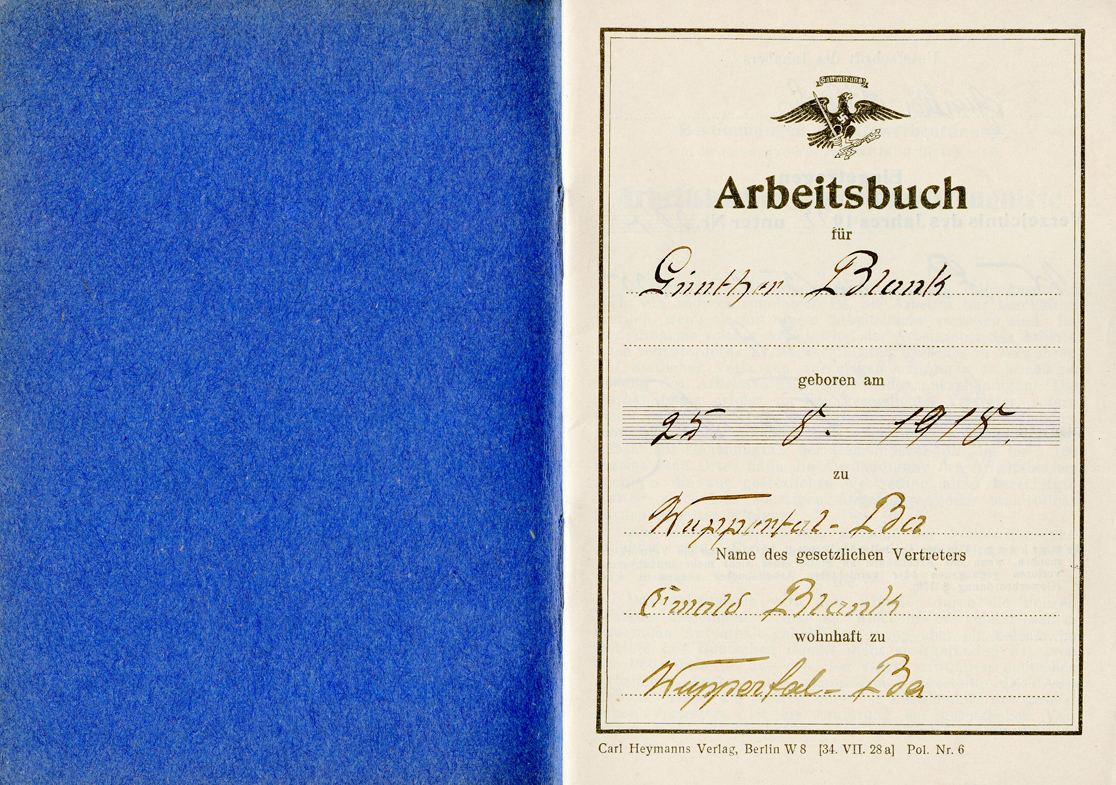 Arbeitsbuch
für
Günther Blank
geboren am
25. 8. 1918.
zu
Wuppertal-Ba
Name des gesetzlichen Vertreters
Ewald Blank
wohnhaft zu
Wuppertal-Ba
Carl Heymanns Verlag, Berlin W 8 [34. VII. 28 a] Pol. Nr. 6